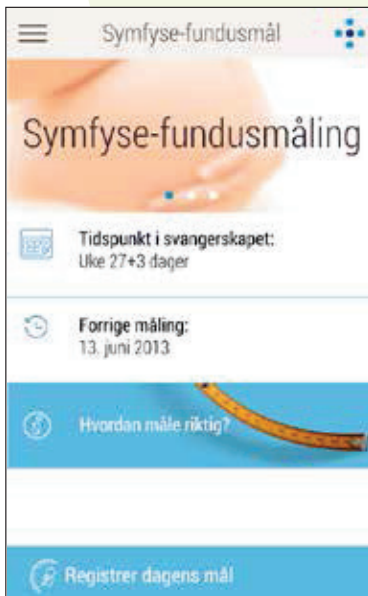 Symfyse-fundusmål
Symfyse-fundusmåling
Tidspunkt i svangerskapet:
Uke 27+3 dager
Forrige måling:
13. juni 2013
Hvordan måle riktig?
Registrer dagens mål